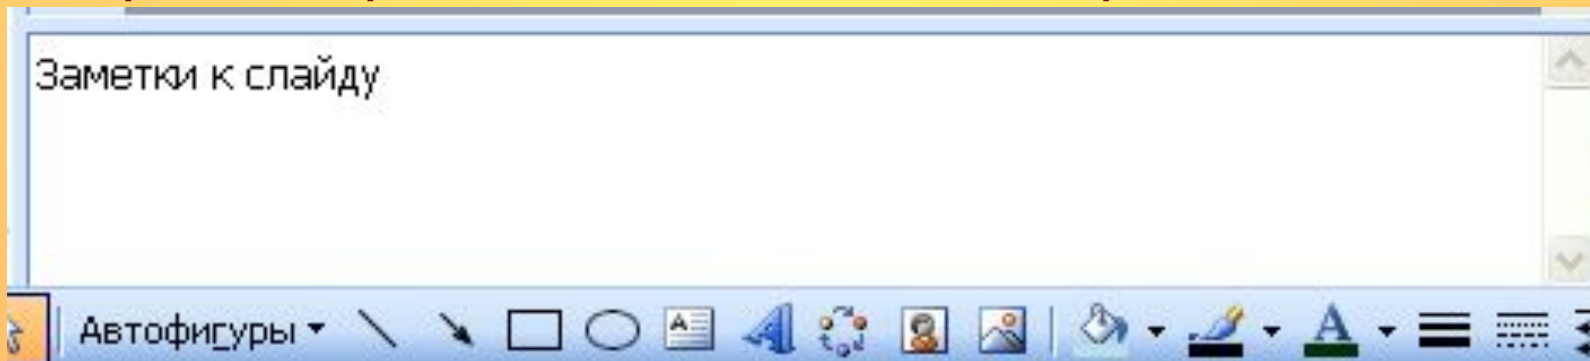 Заметки к слайду
Автофигуры